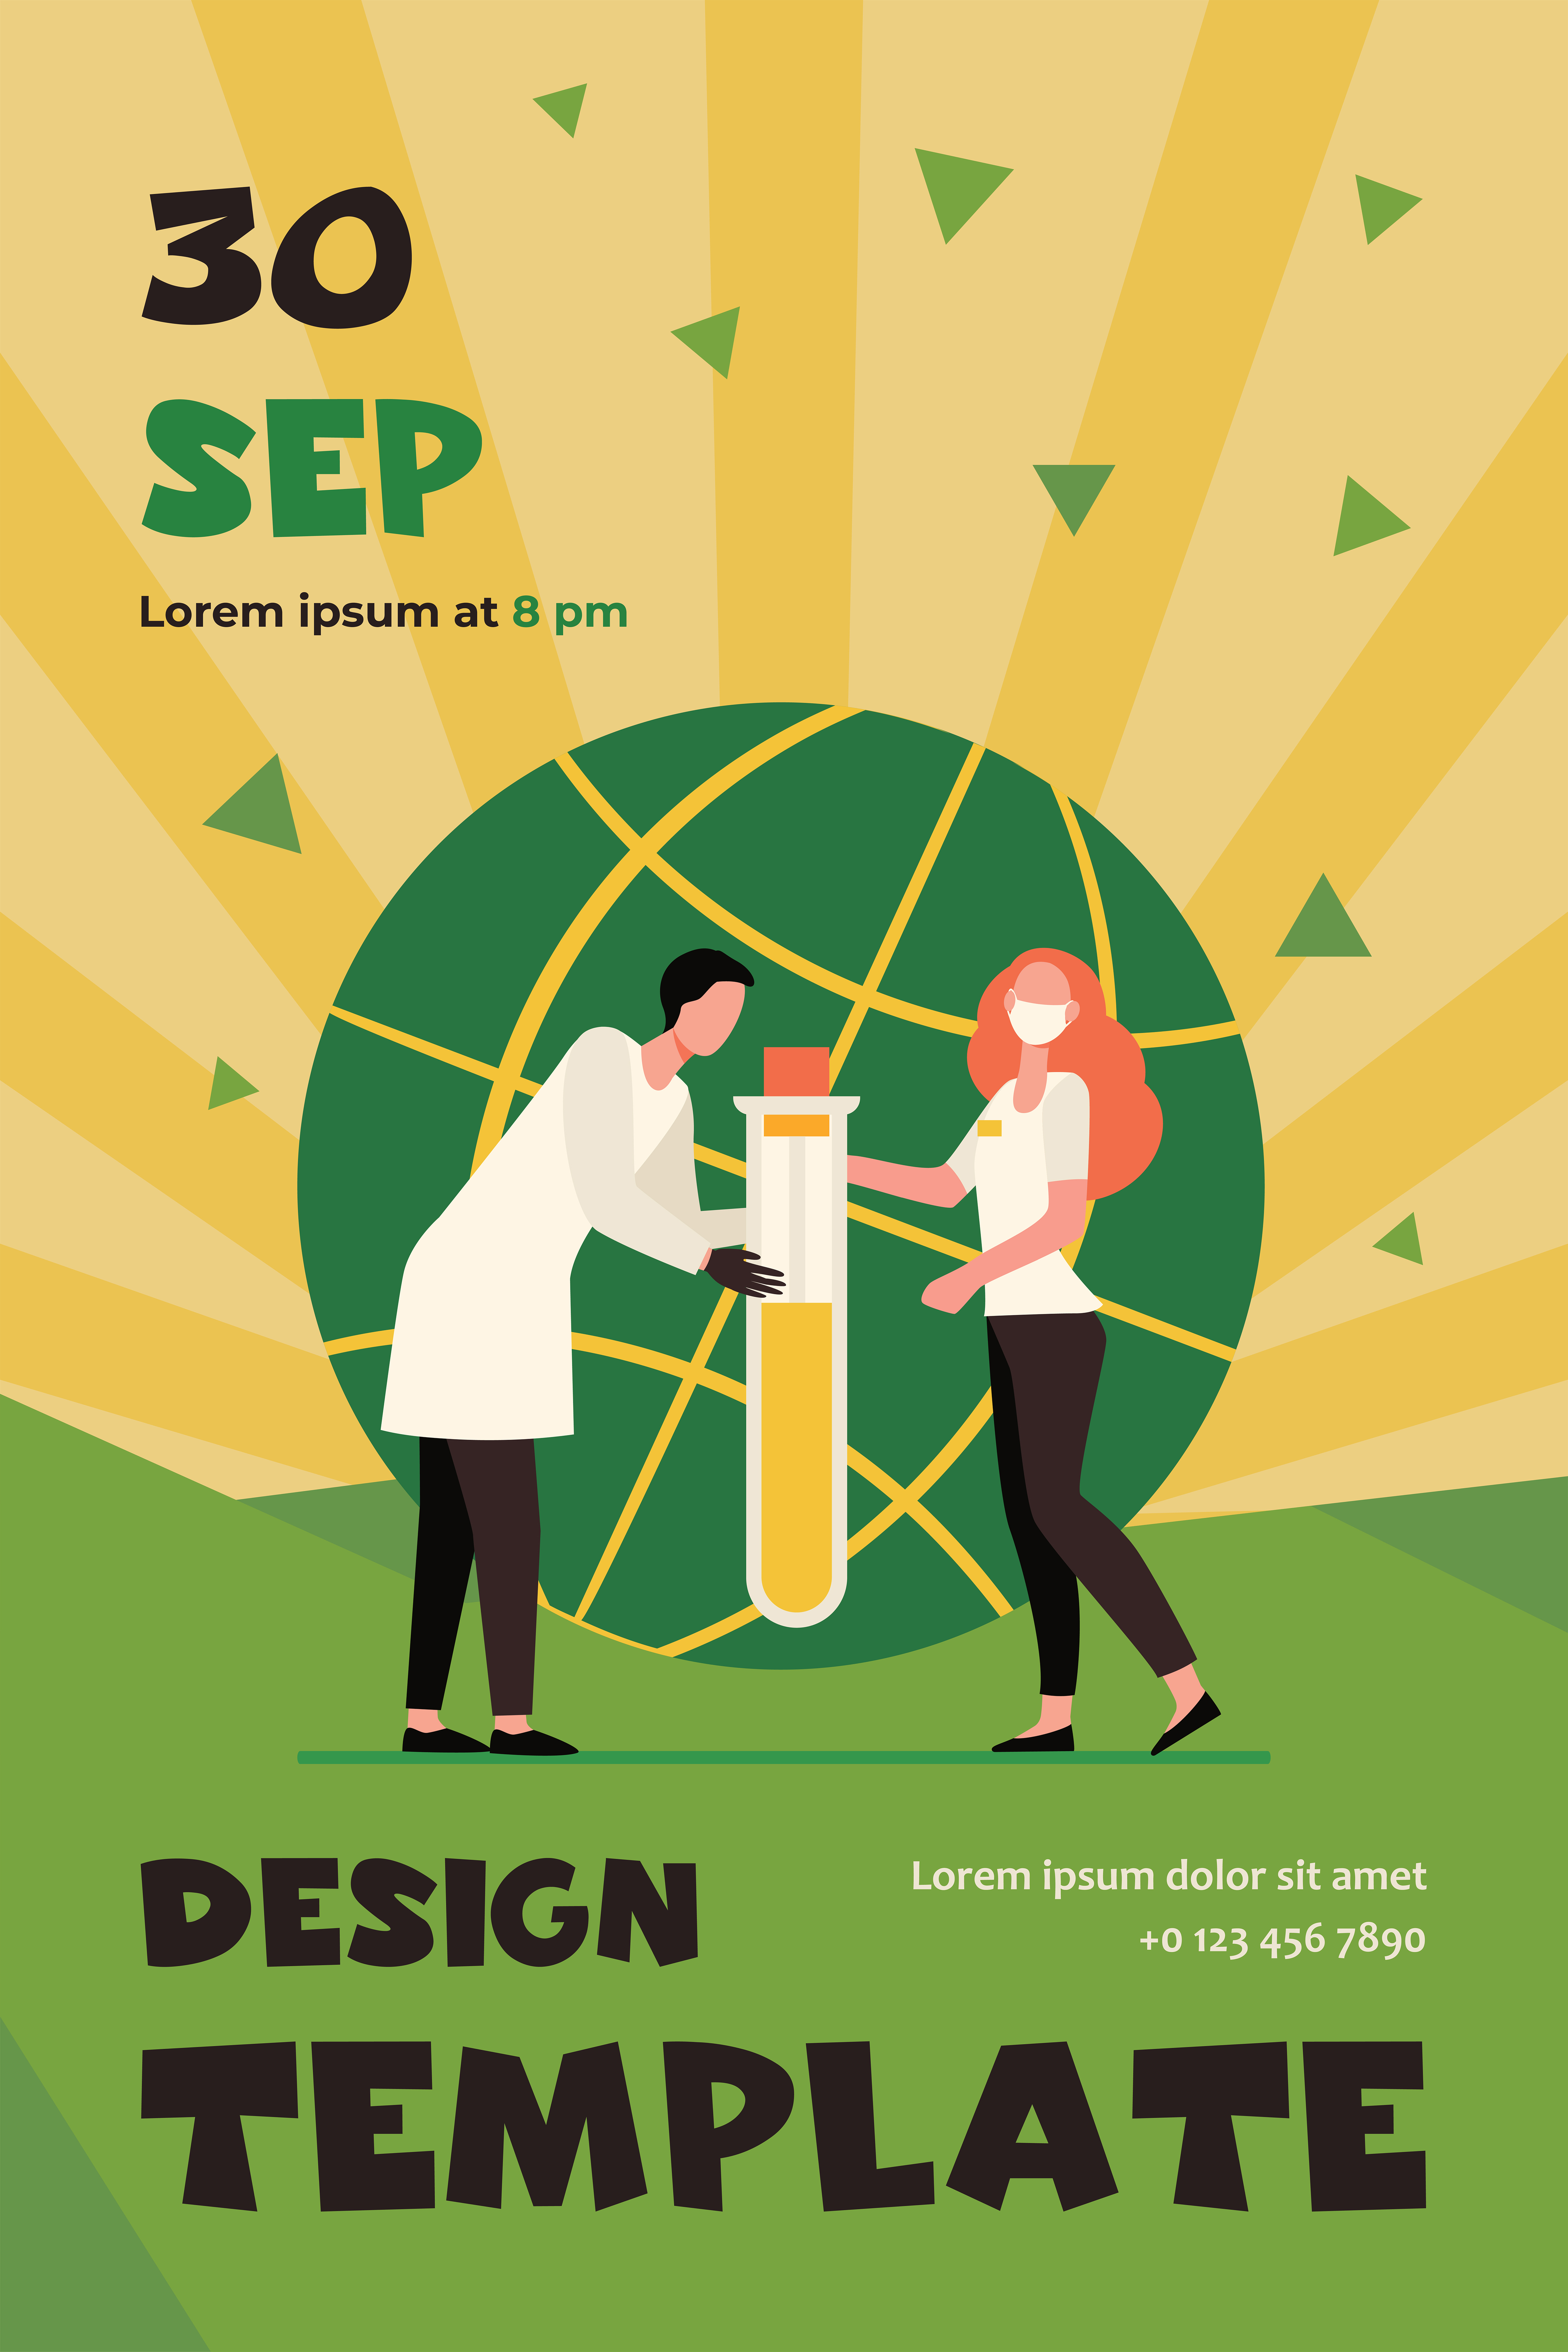 30
SEP
Lorem ipsum at 8 pm
DESIGN
Lorem ipsum dolor sit amet
+0 123 456 7890
TEMPLATE